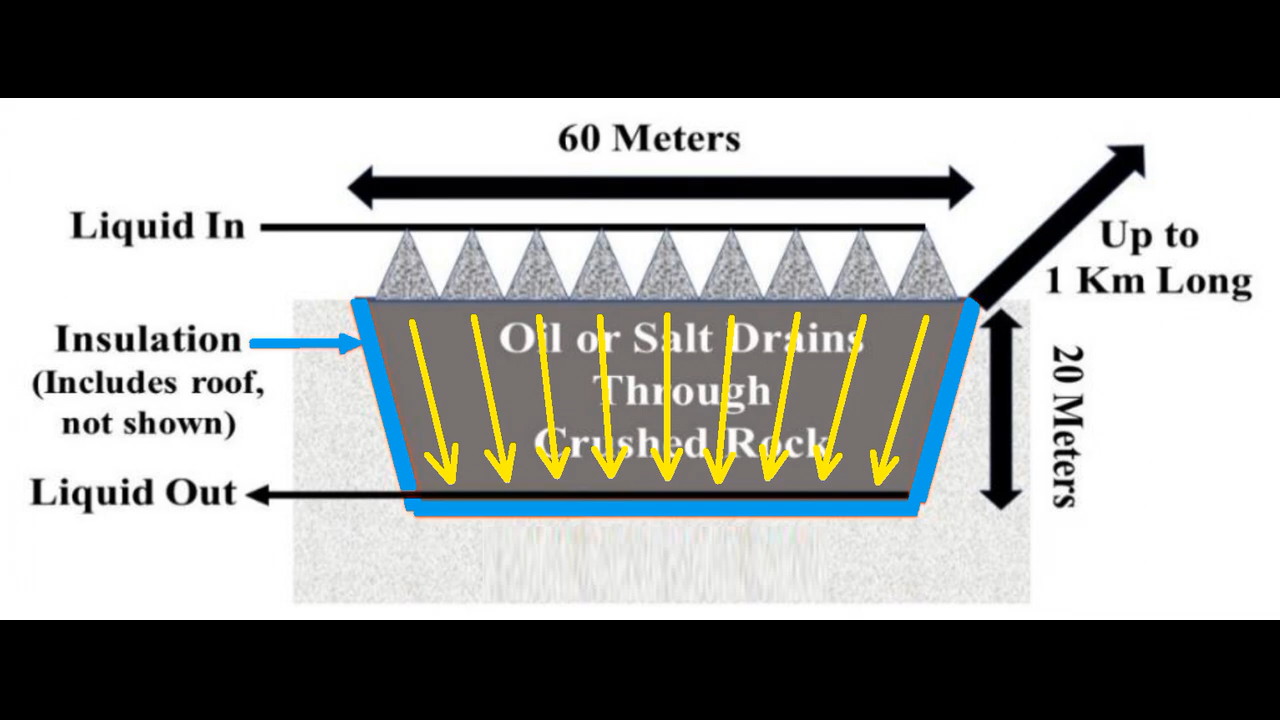 60 Meters
Liquid In
Up to
1 Km Long
Insulation
(Includes roof,
not shown)
Oil or Salt Drains
Through
Crushed Rock
20 Meters
Liquid Out